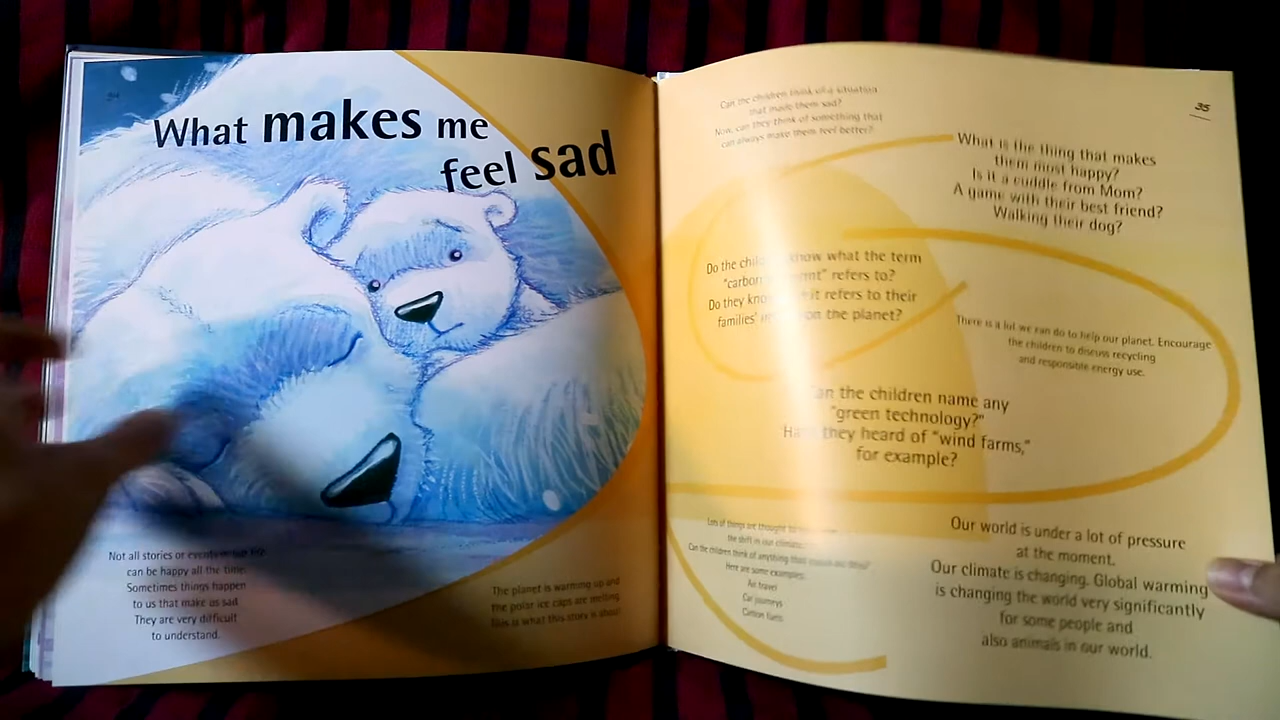 34
What makes me
feel sad
Not all stories or events in our life
can be happy all the time.
Sometimes things happen
to us that make us sad
They are very difficult
to understand.
The planet is warming up and
the polar ice caps are melting.
This is what this story is about
35
Can the children think of a situation
that made them sad?
Now, can they think of something that
can always make them feel better?
What is the thing that makes
them most happy?
Is it a cuddle from Mom?
A game with their best friend?
Walking their dog?
Do the know what the term
refers to?
Do they it refers to their
families' on the planet?
There is a lot we can do to help our planet. Encourage
the children to discuss recycling
and responsible energy use.
Can the children name any
"green technology?"
they heard of "wind farms,"
for example?
Lots of things are thought to
the shift in our climate.
Can the children think of anything that
Here are some examples:
Air travel
Car journeys
Carbon fuels
Our world is under a lot of pressure
at the moment.
Our climate is changing. Global warming
is changing the world very significantly
for some people and
also animals in our world.